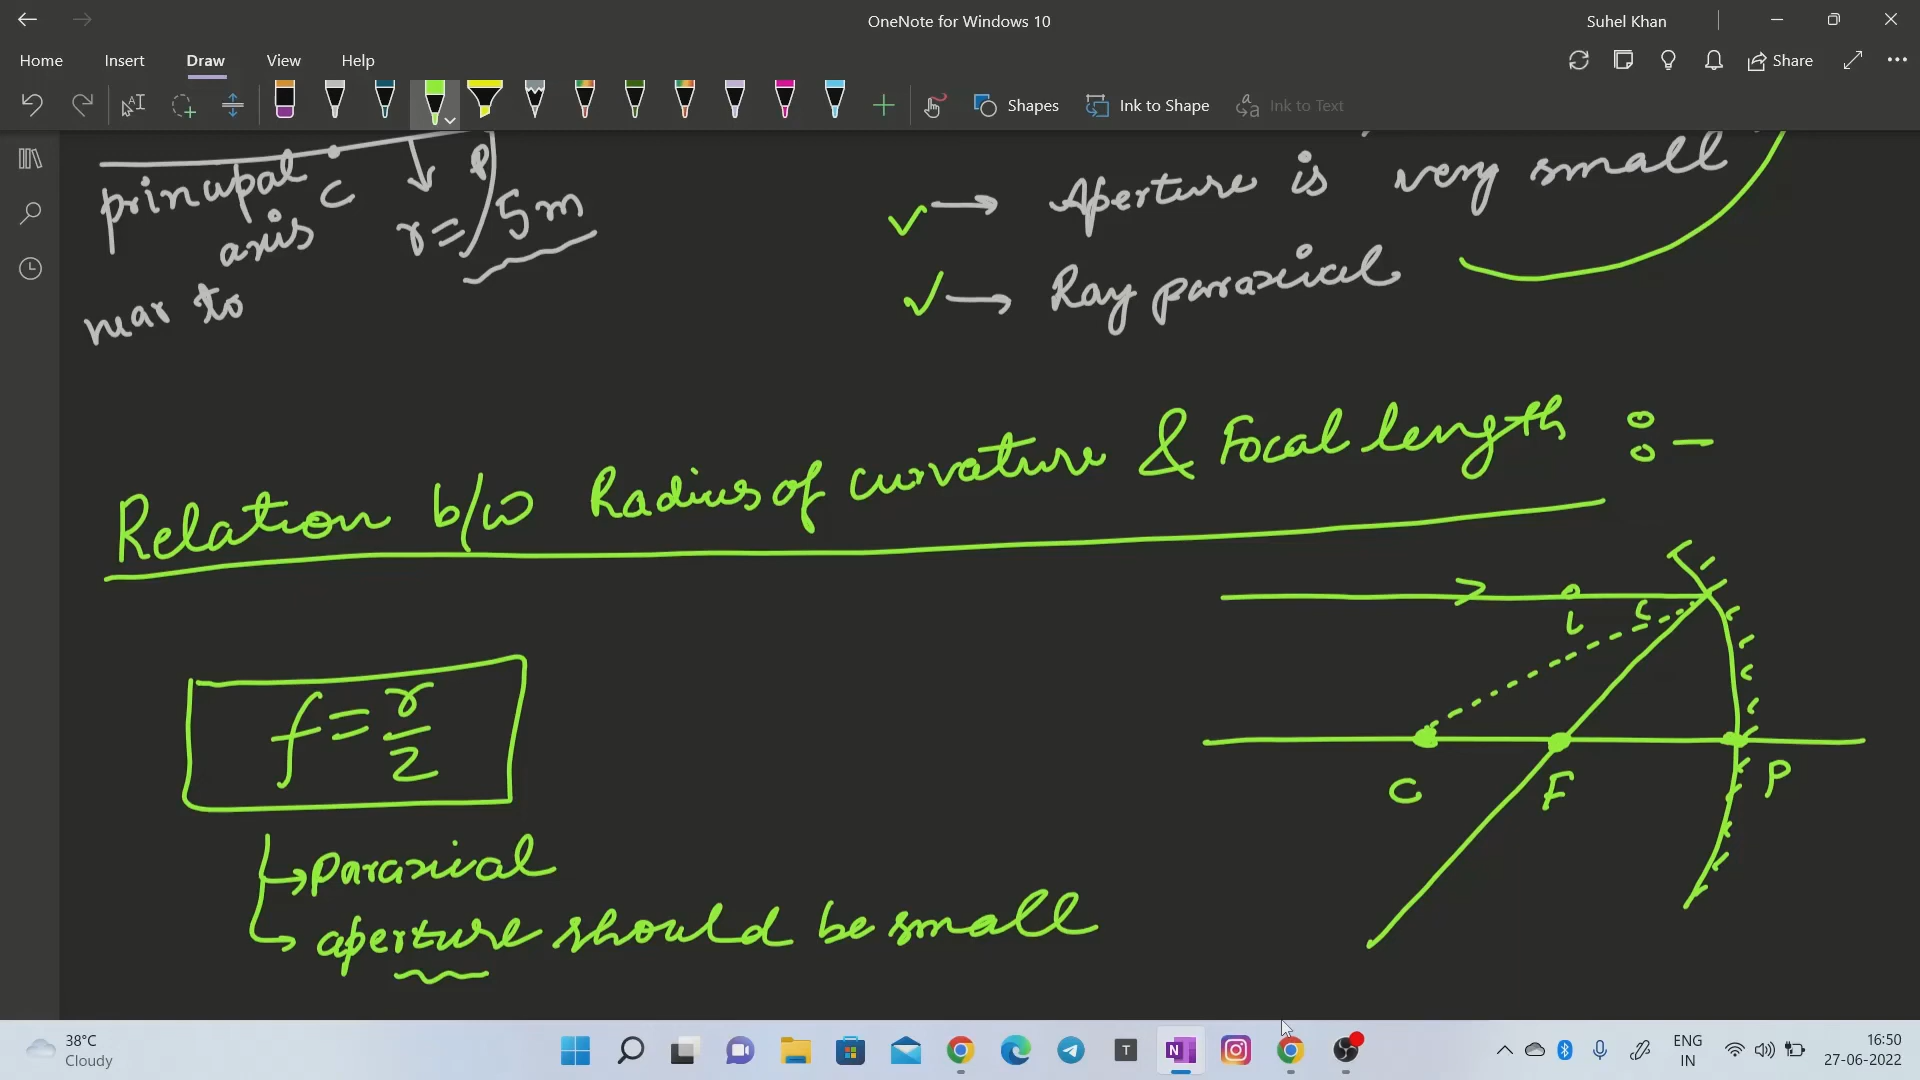 OneNote for Windows 10
Suhel Khan
Home Insert Draw View Help
Share
Shapes Ink to Shape Ink to Text
principal
axis
near to
C
P
r = 5m
Aperture is very small
Ray paraxial
Relation b/w Radius of curvature & Focal length :-
f = r/2
paraxial
aperture should be small
i
C F P
38°C
Cloudy
ENG
IN
16:50
27-06-2022